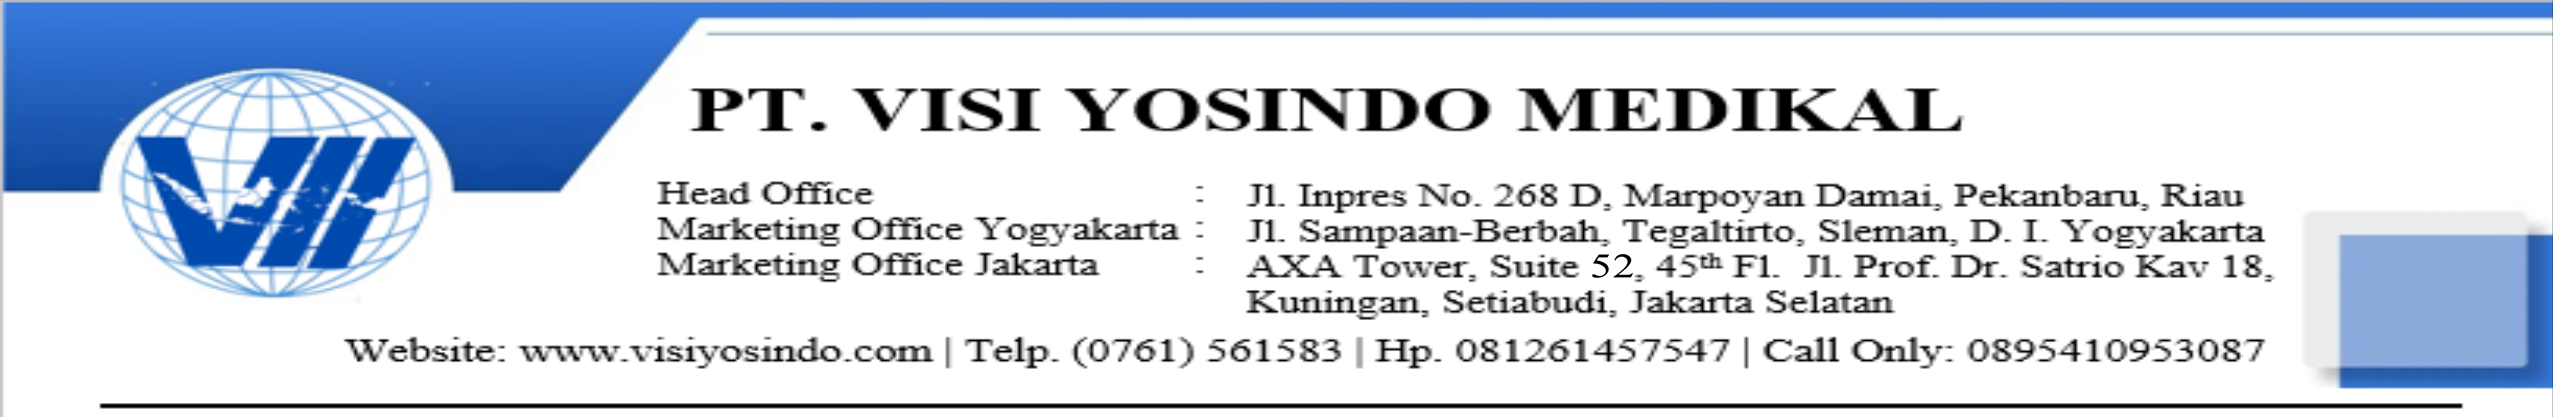 PT. VISI YOSINDO MEDIKAL
Head Office : Jl. Inpres No. 268 D, Marpoyan Damai, Pekanbaru, Riau
Marketing Office Yogyakarta : Jl. Sampaan-Berbah, Tegaltirto, Sleman, D. I. Yogyakarta
Marketing Office Jakarta : AXA Tower, Suite 52, 45th Fl. Jl. Prof. Dr. Satrio Kav 18,
Kuningan, Setiabudi, Jakarta Selatan
Website: www.visiyosindo.com | Telp. (0761) 561583 | Hp. 081261457547 | Call Only: 0895410953087
VII